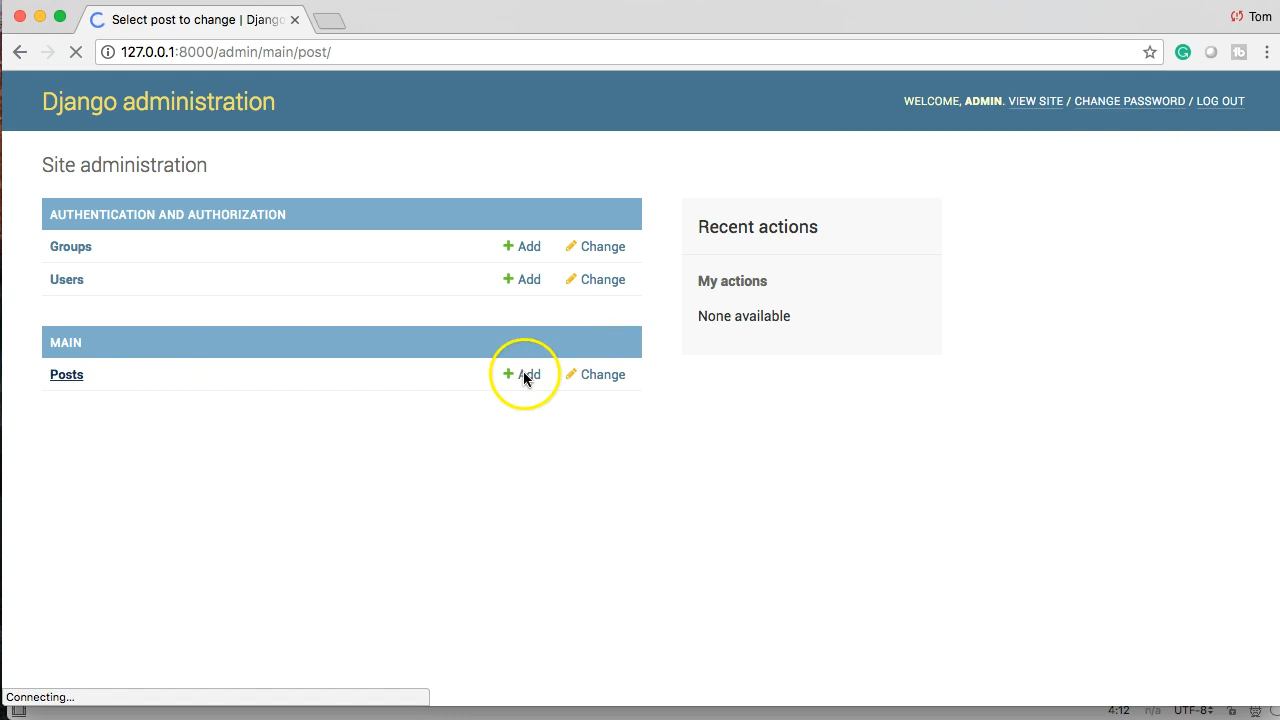 Select post to change | Django
Tom
127.0.0.1:8000/admin/main/post/
Django administration
WELCOME, ADMIN. VIEW SITE / CHANGE PASSWORD / LOG OUT
Site administration
AUTHENTICATION AND AUTHORIZATION
Groups
Add
Change
Users
Add
Change
MAIN
Posts
Add
Change
Recent actions
My actions
None available
Connecting...
4:12 n/a UTF-8